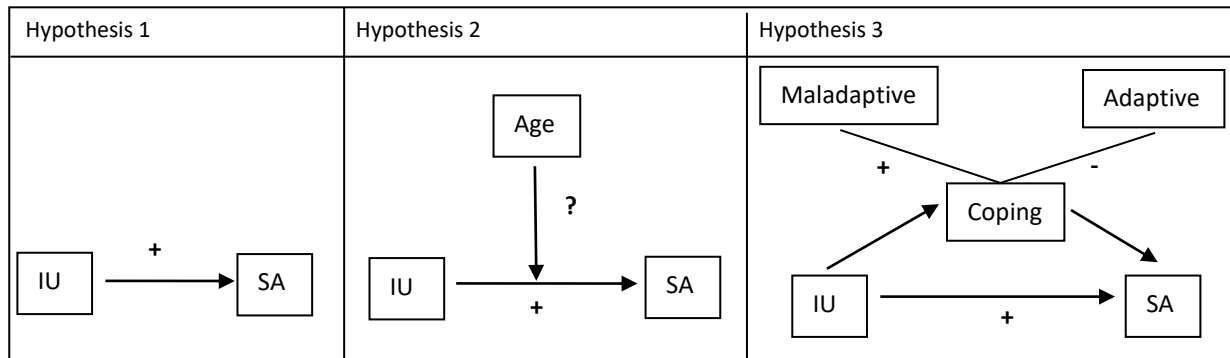 Hypothesis 1
IU
+
SA
Hypothesis 2
Age
?
IU
+
SA
Hypothesis 3
Maladaptive
Adaptive
+
-
Coping
IU
+
SA